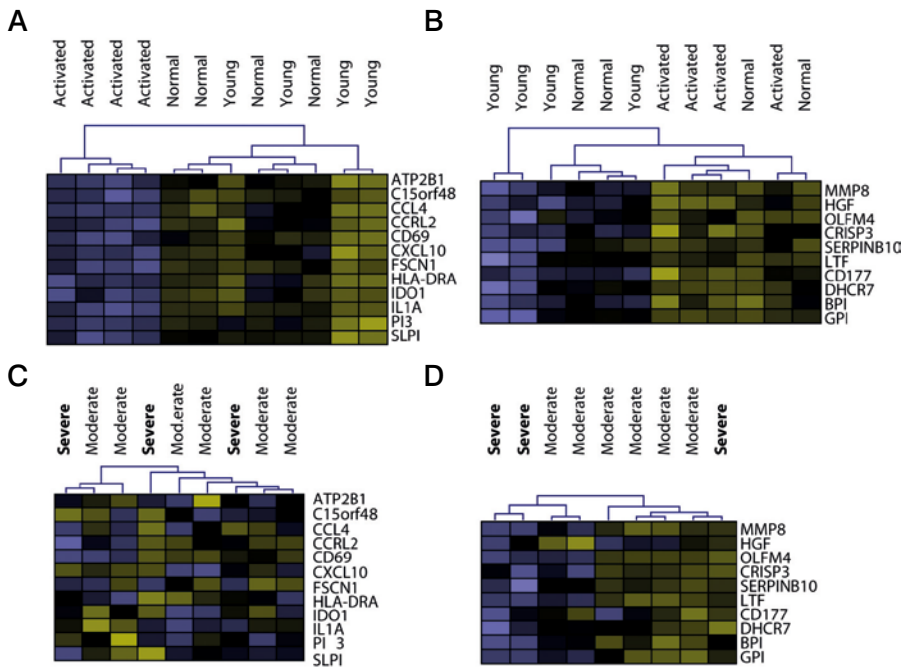 A
Activated
Activated
Activated
Activated
Normal
Normal
Young
Normal
Young
Normal
Young
Young
ATP2B1
C15orf48
CCL4
CCRL2
CD69
CXCL10
FSCN1
HLA-DRA
IDO1
IL1A
PI3
SLPI
B
Young
Young
Young
Normal
Normal
Young
Activated
Activated
Activated
Normal
Activated
Normal
MMP8
HGF
OLFM4
CRISP3
SERPINB10
LTF
CD177
DHCR7
BPI
GPI
C
Severe
Moderate
Moderate
Severe
Mod.erate
Moderate
Severe
Moderate
Moderate
ATP2B1
C15orf48
CCL4
CCRL2
CD69
CXCL10
FSCN1
HLA-DRA
IDO1
IL1A
PI 3
SLPI
D
Severe
Severe
Moderate
Moderate
Moderate
Moderate
Moderate
Moderate
Severe
MMP8
HGF
OLFM4
CRISP3
SERPINB10
LTF
CD177
DHCR7
BPI
GPI